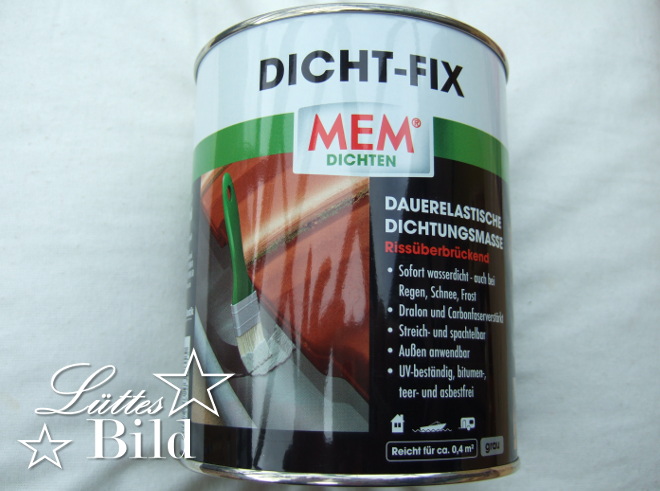 DICHT-FIX
MEM®
DICHTEN
DAUERELASTISCHE
DICHTUNGSMASSE
Rissüberbrückend
• Sofort wasserdicht - auch bei
Regen, Schnee, Frost
• Dralon und Carbonfaserverstärkt
• Streich- und spachtelbar
• Außen anwendbar
• UV-beständig, bitumen-,
teer- und asbestfrei
Reicht für ca. 0,4 m²
grau
Lüttes
Bild